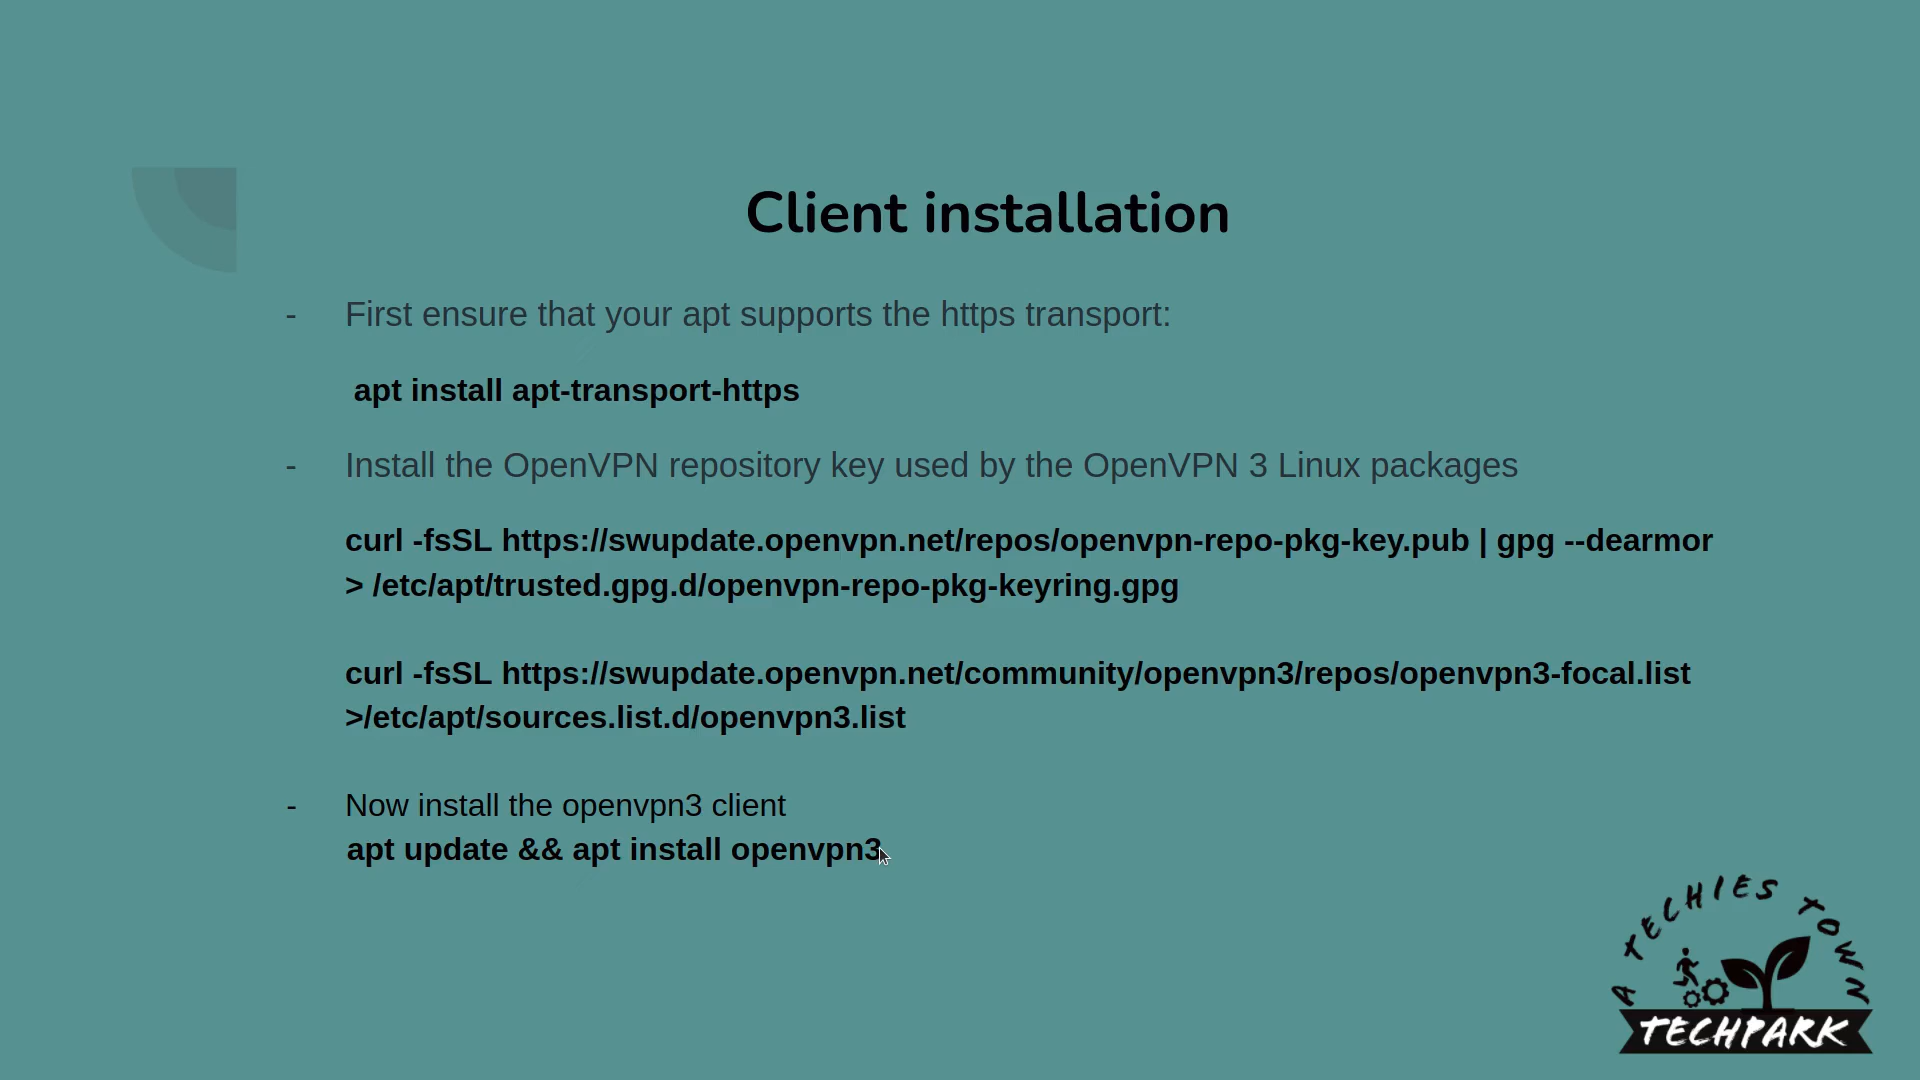 Client installation
- First ensure that your apt supports the https transport:
apt install apt-transport-https
- Install the OpenVPN repository key used by the OpenVPN 3 Linux packages
curl -fsSL https://swupdate.openvpn.net/repos/openvpn-repo-pkg-key.pub | gpg --dearmor
> /etc/apt/trusted.gpg.d/openvpn-repo-pkg-keyring.gpg
curl -fsSL https://swupdate.openvpn.net/community/openvpn3/repos/openvpn3-focal.list
>/etc/apt/sources.list.d/openvpn3.list
- Now install the openvpn3 client
apt update && apt install openvpn3
A TECHIES TOWN
TECHPARK